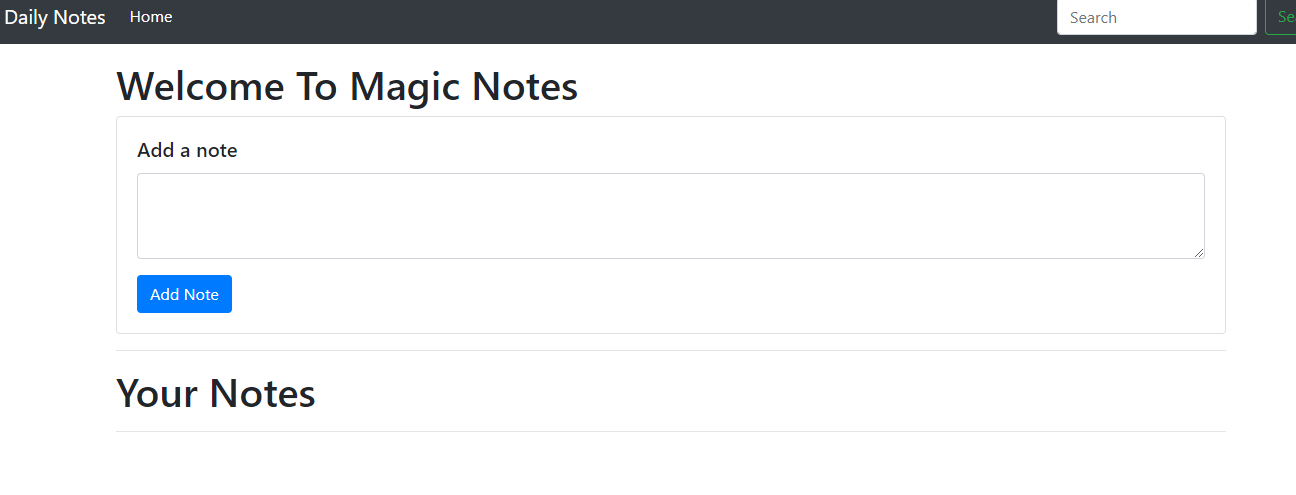 Daily Notes Home Search Se
Welcome To Magic Notes
Add a note
Add Note
Your Notes